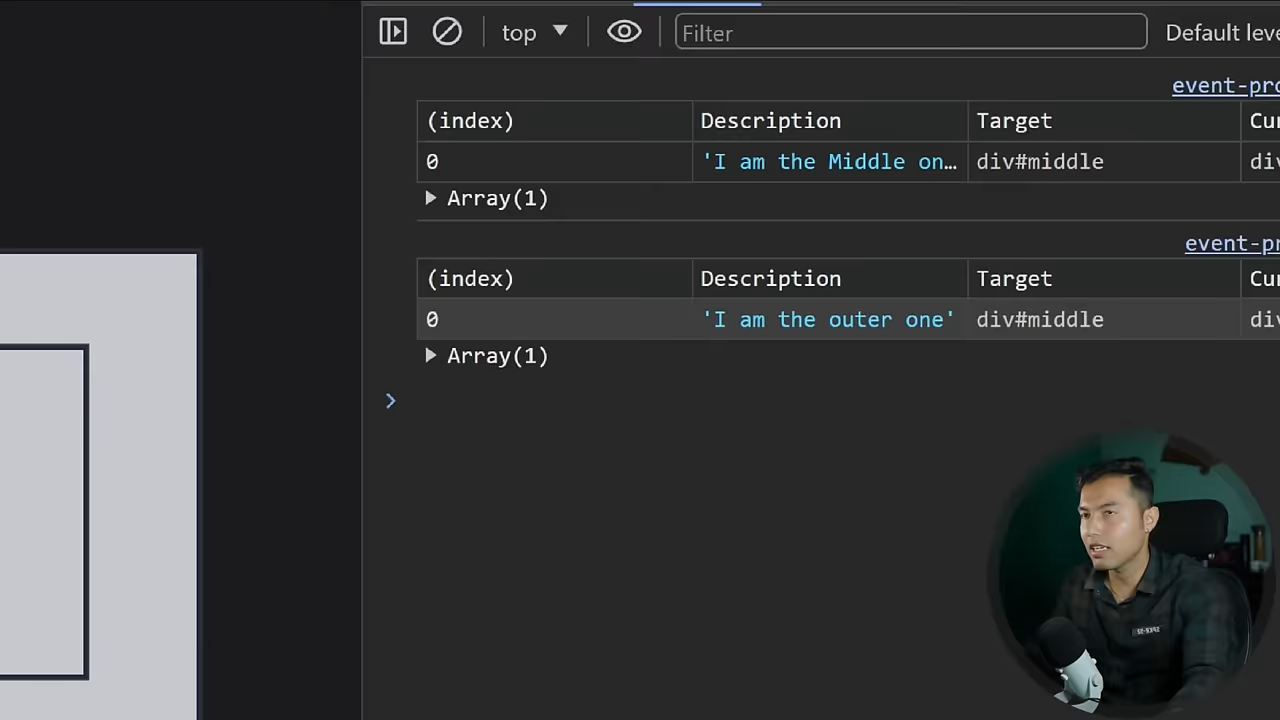 top Filter Default leve
event-pro
(index) Description Target Cur
0 'I am the Middle on… div#middle div
Array(1)
event-pr
(index) Description Target Cur
0 'I am the outer one' div#middle div
Array(1)